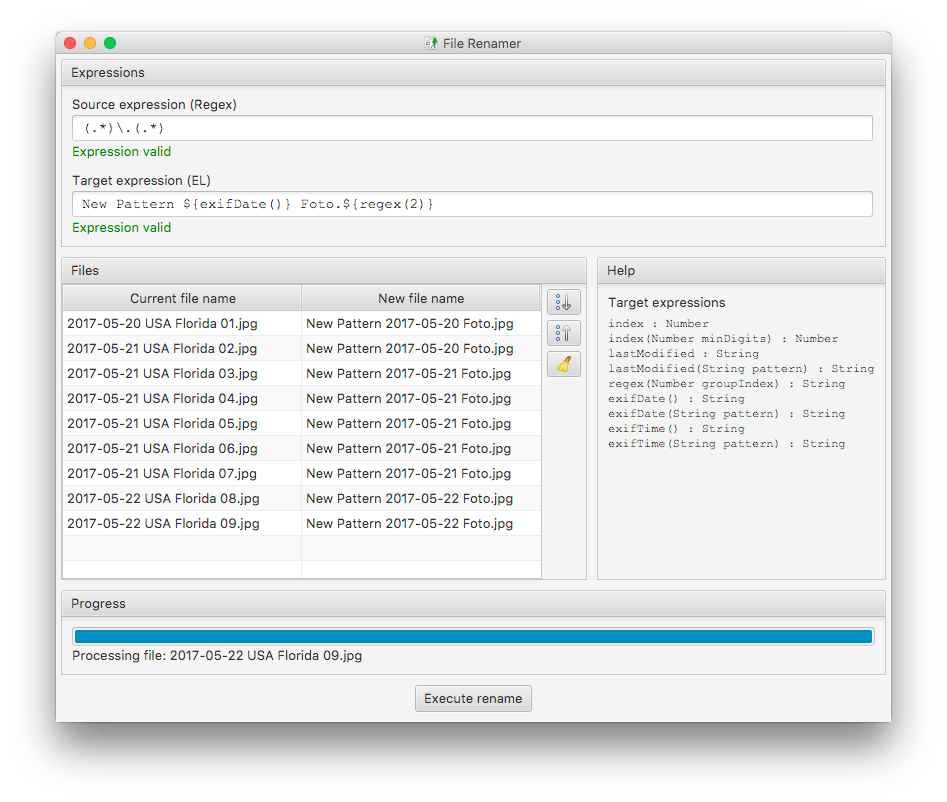 File Renamer
Expressions
Source expression (Regex)
(.*)\.(.*)
Expression valid
Target expression (EL)
New Pattern ${exifDate()} Foto.${regex(2)}
Expression valid
Files
Current file name New file name
2017-05-20 USA Florida 01.jpg New Pattern 2017-05-20 Foto.jpg
2017-05-21 USA Florida 02.jpg New Pattern 2017-05-20 Foto.jpg
2017-05-21 USA Florida 03.jpg New Pattern 2017-05-21 Foto.jpg
2017-05-21 USA Florida 04.jpg New Pattern 2017-05-21 Foto.jpg
2017-05-21 USA Florida 05.jpg New Pattern 2017-05-21 Foto.jpg
2017-05-21 USA Florida 06.jpg New Pattern 2017-05-21 Foto.jpg
2017-05-21 USA Florida 07.jpg New Pattern 2017-05-21 Foto.jpg
2017-05-22 USA Florida 08.jpg New Pattern 2017-05-22 Foto.jpg
2017-05-22 USA Florida 09.jpg New Pattern 2017-05-22 Foto.jpg
Help
Target expressions
index : Number
index(Number minDigits) : Number
lastModified : String
lastModified(String pattern) : String
regex(Number groupIndex) : String
exifDate() : String
exifDate(String pattern) : String
exifTime() : String
exifTime(String pattern) : String
Progress
Processing file: 2017-05-22 USA Florida 09.jpg
Execute rename